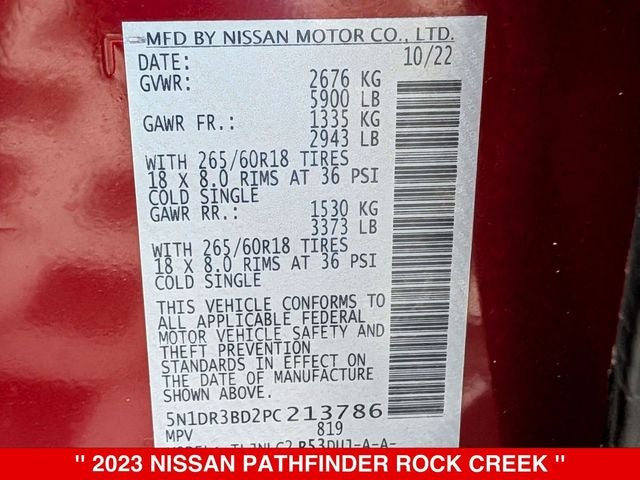 MFD BY NISSAN MOTOR CO., LTD.
DATE: 10/22
GVWR: 2676 KG
5900 LB
GAWR FR.: 1335 KG
2943 LB
WITH 265/60R18 TIRES
18 X 8.0 RIMS AT 36 PSI
COLD SINGLE
GAWR RR.: 1530 KG
3373 LB
WITH 265/60R18 TIRES
18 X 8.0 RIMS AT 36 PSI
COLD SINGLE
THIS VEHICLE CONFORMS TO
ALL APPLICABLE FEDERAL
MOTOR VEHICLE SAFETY AND
THEFT PREVENTION
STANDARDS IN EFFECT ON
THE DATE OF MANUFACTURE
SHOWN ABOVE.
5N1DR3BD2PC213786
MPV 819
" 2023 NISSAN PATHFINDER ROCK CREEK "